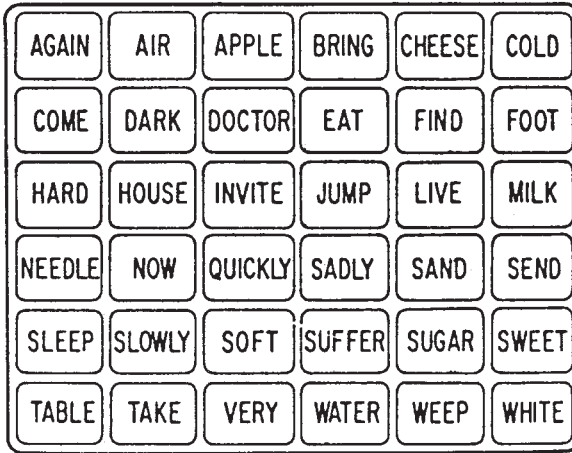 AGAIN AIR APPLE BRING CHEESE COLD
COME DARK DOCTOR EAT FIND FOOT
HARD HOUSE INVITE JUMP LIVE MILK
NEEDLE NOW QUICKLY SADLY SAND SEND
SLEEP SLOWLY SOFT SUFFER SUGAR SWEET
TABLE TAKE VERY WATER WEEP WHITE